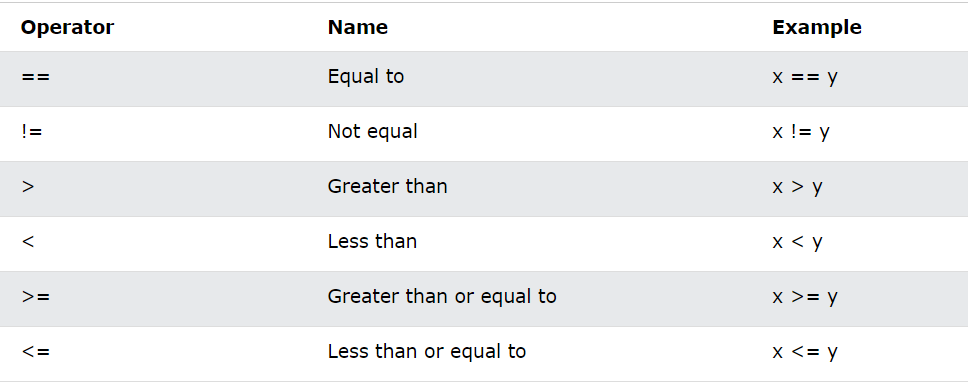 Operator Name Example
== Equal to x == y
!= Not equal x != y
> Greater than x > y
< Less than x < y
>= Greater than or equal to x >= y
<= Less than or equal to x <= y